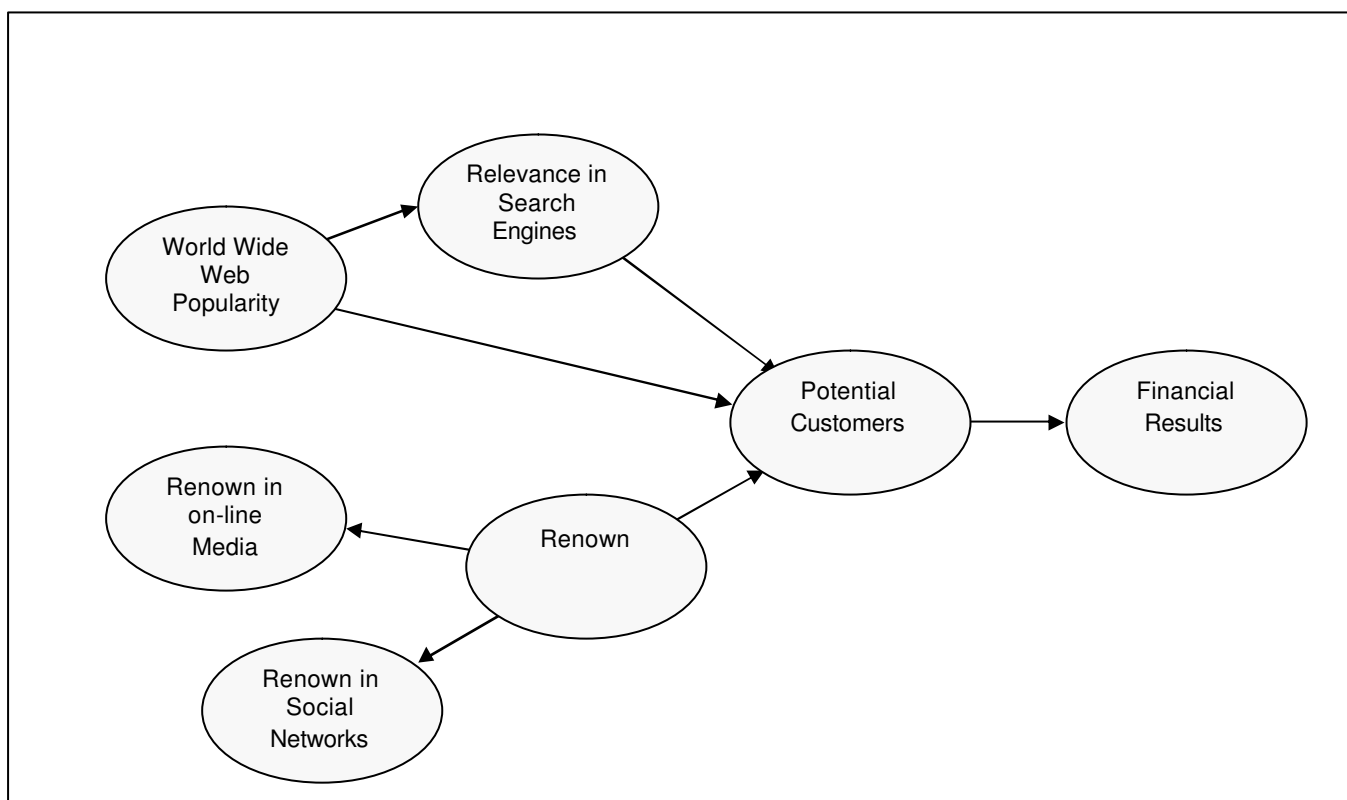 Relevance in
Search
Engines
World Wide
Web
Popularity
Potential
Customers
Financial
Results
Renown in
on-line
Media
Renown
Renown in
Social
Networks